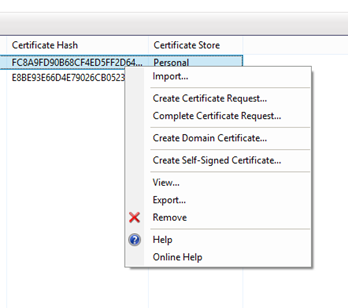 Certificate Hash Certificate Store
FC8A9FD90B68CF4ED5FF2D64... Personal
E8BE93E66D4E79026CB0523
Import...
Create Certificate Request...
Complete Certificate Request...
Create Domain Certificate...
Create Self-Signed Certificate...
View...
Export...
Remove
Help
Online Help